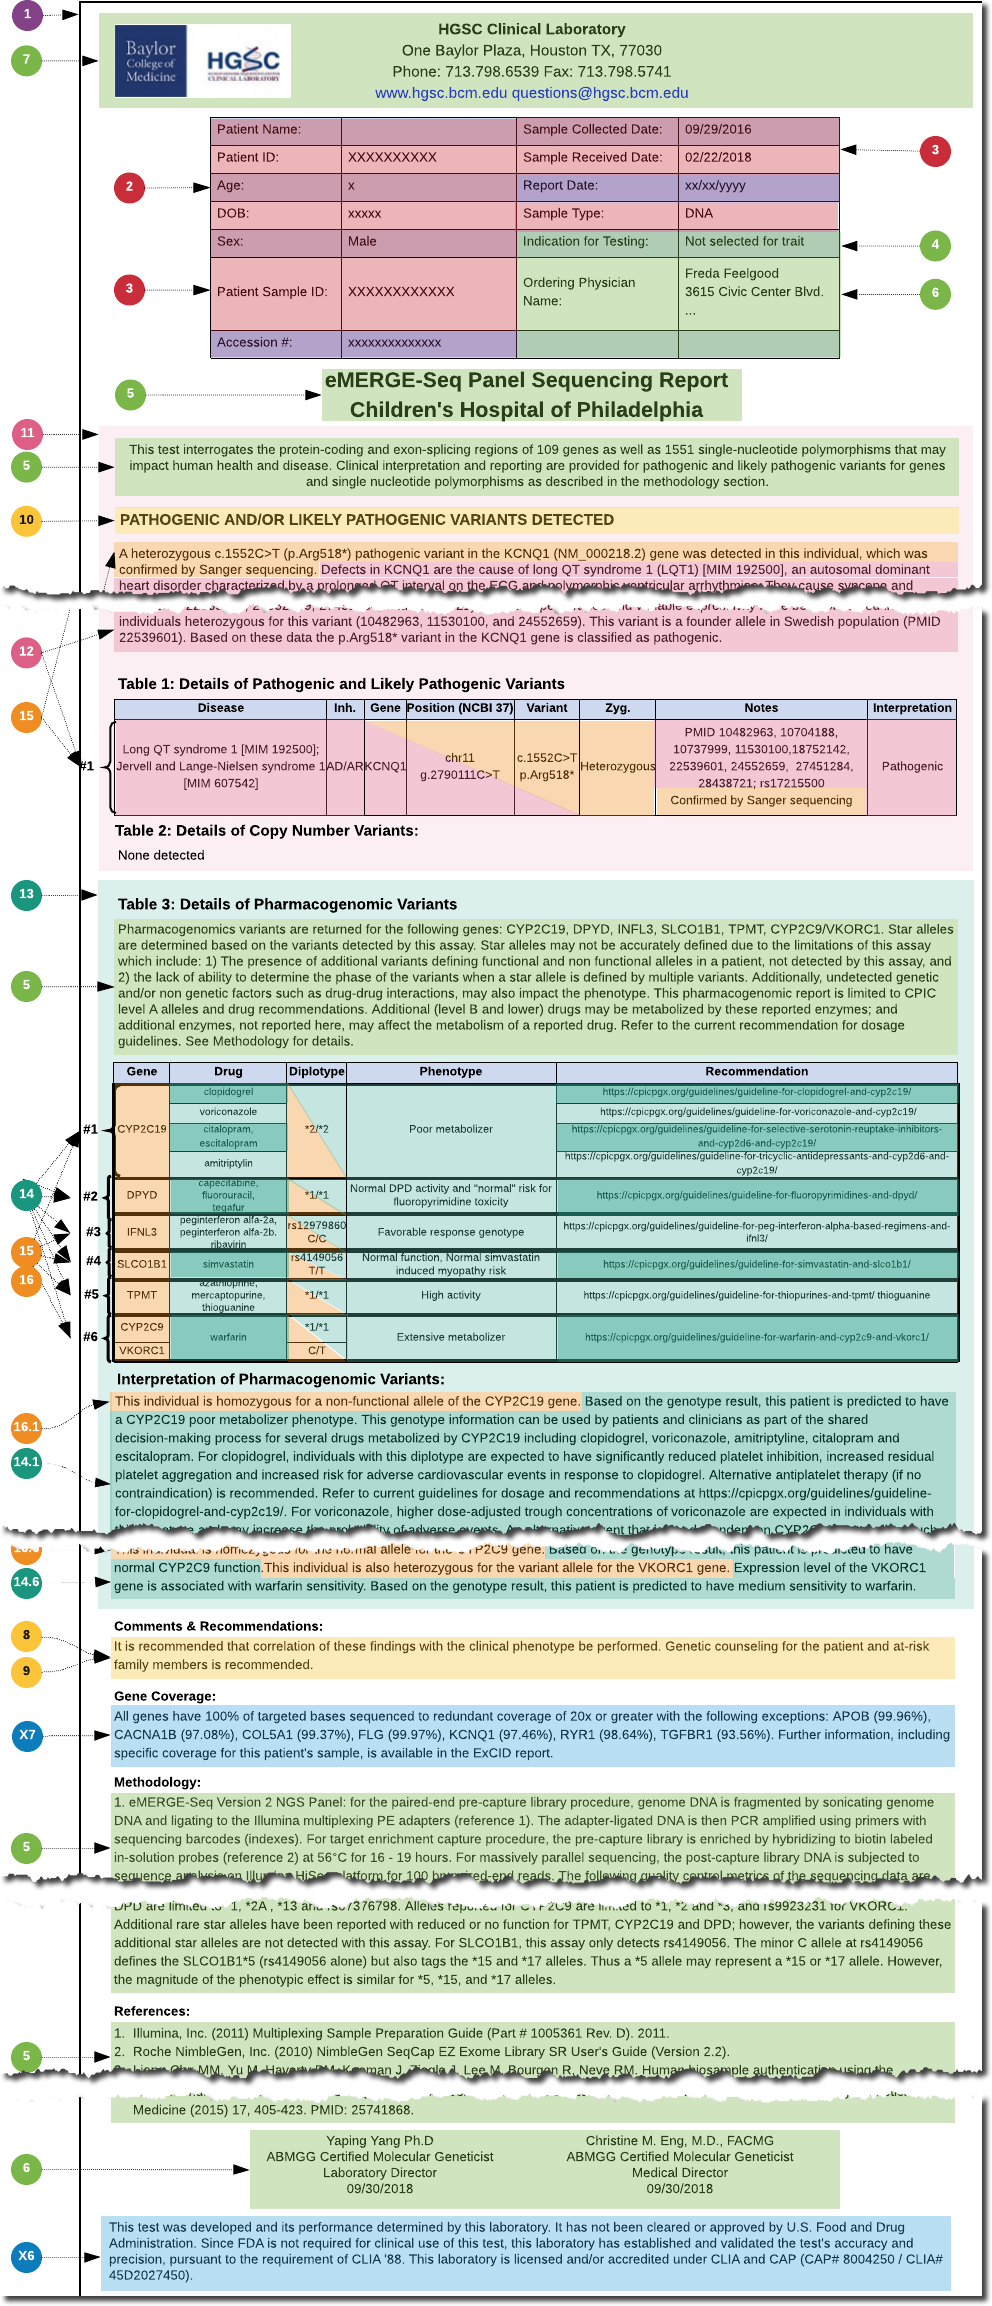 1
7
Baylor
College of
Medicine
HGSC
CLINICAL LABORATORY
HGSC Clinical Laboratory
One Baylor Plaza, Houston TX, 77030
Phone: 713.798.6539 Fax: 713.798.5741
www.hgsc.bcm.edu questions@hgsc.bcm.edu
Patient Name: Sample Collected Date: 09/29/2016
3
Patient ID: XXXXXXXXXX Sample Received Date: 02/22/2018
2
Age: x Report Date: xx/xx/yyyy
DOB: xxxxx Sample Type: DNA
Sex: Male Indication for Testing: Not selected for trait
4
3
Patient Sample ID: XXXXXXXXXXXX Ordering Physician Name: Freda Feelgood
3615 Civic Center Blvd.
...
6
Accession #: xxxxxxxxxxxxxx
5
eMERGE-Seq Panel Sequencing Report
Children's Hospital of Philadelphia
11
5
This test interrogates the protein-coding and exon-splicing regions of 109 genes as well as 1551 single-nucleotide polymorphisms that may
impact human health and disease. Clinical interpretation and reporting are provided for pathogenic and likely pathogenic variants for genes
and single nucleotide polymorphisms as described in the methodology section.
10
PATHOGENIC AND/OR LIKELY PATHOGENIC VARIANTS DETECTED
A heterozygous c.1552C>T (p.Arg518*) pathogenic variant in the KCNQ1 (NM_000218.2) gene was detected in this individual, which was
confirmed by Sanger sequencing. Defects in KCNQ1 are the cause of long QT syndrome 1 (LQT1) [MIM 192500], an autosomal dominant
heart disorder characterized by a prolonged QT interval on the ECG and polymorphic ventricular arrhythmias. They cause syncope and
individuals heterozygous for this variant (10482963, 11530100, and 24552659). This variant is a founder allele in Swedish population (PMID
22539601). Based on these data the p.Arg518* variant in the KCNQ1 gene is classified as pathogenic.
12
15
Table 1: Details of Pathogenic and Likely Pathogenic Variants
Disease Inh. Gene Position (NCBI 37) Variant Zyg. Notes Interpretation
#1
Long QT syndrome 1 [MIM 192500];
Jervell and Lange-Nielsen syndrome 1
[MIM 607542]
AD/AR
KCNQ1
chr11
g.2790111C>T
c.1552C>T
p.Arg518*
Heterozygous
PMID 10482963, 10704188,
10737999, 11530100,18752142,
22539601, 24552659, 27451284,
28438721; rs17215500
Confirmed by Sanger sequencing
Pathogenic
Table 2: Details of Copy Number Variants:
None detected
13
Table 3: Details of Pharmacogenomic Variants
5
Pharmacogenomics variants are returned for the following genes: CYP2C19, DPYD, INFL3, SLCO1B1, TPMT, CYP2C9/VKORC1. Star alleles
are determined based on the variants detected by this assay. Star alleles may not be accurately defined due to the limitations of this assay
which include: 1) The presence of additional variants defining functional and non functional alleles in a patient, not detected by this assay, and
2) the lack of ability to determine the phase of the variants when a star allele is defined by multiple variants. Additionally, undetected genetic
and/or non genetic factors such as drug-drug interactions, may also impact the phenotype. This pharmacogenomic report is limited to CPIC
level A alleles and drug recommendations. Additional (level B and lower) drugs may be metabolized by these reported enzymes; and
additional enzymes, not reported here, may affect the metabolism of a reported drug. Refer to the current recommendation for dosage
guidelines. See Methodology for details.
Gene Drug Diplotype Phenotype Recommendation
#1
CYP2C19
clopidogrel
voriconazole
citalopram,
escitalopram
amitriptylin
*2/*2
Poor metabolizer
https://cpicpgx.org/guidelines/guideline-for-clopidogrel-and-cyp2c19/
https://cpicpgx.org/guidelines/guideline-for-voriconazole-and-cyp2c19/
https://cpicpgx.org/guidelines/guideline-for-selective-serotonin-reuptake-inhibitors-
and-cyp2d6-and-cyp2c19/
https://cpicpgx.org/guidelines/guideline-for-tricyclic-antidepressants-and-cyp2d6-and-
cyp2c19/
14
#2
DPYD
capecitabine,
fluorouracil,
tegafur
*1/*1
Normal DPD activity and "normal" risk for
fluoropyrimidine toxicity
https://cpicpgx.org/guidelines/guideline-for-fluoropyrimidines-and-dpyd/
#3
IFNL3
peginterferon alfa-2a,
peginterferon alfa-2b.
ribavirin
rs12979860
C/C
Favorable response genotype
https://cpicpgx.org/guidelines/guideline-for-peg-interferon-alpha-based-regimens-and-
ifnl3/
15
#4
SLCO1B1
simvastatin
rs4149056
T/T
Normal function, Normal simvastatin
induced myopathy risk
https://cpicpgx.org/guidelines/guideline-for-simvastatin-and-slco1b1/
16
#5
TPMT
azathioprine,
mercaptopurine,
thioguanine
*1/*1
High activity
https://cpicpgx.org/guidelines/guideline-for-thiopurines-and-tpmt/ thioguanine
#6
CYP2C9
VKORC1
warfarin
*1/*1
C/T
Extensive metabolizer
https://cpicpgx.org/guidelines/guideline-for-warfarin-and-cyp2c9-and-vkorc1/
Interpretation of Pharmacogenomic Variants:
16.1
14.1
This individual is homozygous for a non-functional allele of the CYP2C19 gene. Based on the genotype result, this patient is predicted to have
a CYP2C19 poor metabolizer phenotype. This genotype information can be used by patients and clinicians as part of the shared
decision-making process for several drugs metabolized by CYP2C19 including clopidogrel, voriconazole, amitriptyline, citalopram and
escitalopram. For clopidogrel, individuals with this diplotype are expected to have significantly reduced platelet inhibition, increased residual
platelet aggregation and increased risk for adverse cardiovascular events in response to clopidogrel. Alternative antiplatelet therapy (if no
contraindication) is recommended. Refer to current guidelines for dosage and recommendations at https://cpicpgx.org/guidelines/guideline-
for-clopidogrel-and-cyp2c19/. For voriconazole, higher dose-adjusted trough concentrations of voriconazole are expected in individuals with
may increase the probability of adverse events.
This individual is homozygous for the normal allele for the CYP2C9 gene. Based on the genotype result, this patient is predicted to have
normal CYP2C9 function.This individual is also heterozygous for the variant allele for the VKORC1 gene. Expression level of the VKORC1
gene is associated with warfarin sensitivity. Based on the genotype result, this patient is predicted to have medium sensitivity to warfarin.
14.6
8
9
Comments & Recommendations:
It is recommended that correlation of these findings with the clinical phenotype be performed. Genetic counseling for the patient and at-risk
family members is recommended.
Gene Coverage:
X7
All genes have 100% of targeted bases sequenced to redundant coverage of 20x or greater with the following exceptions: APOB (99.96%),
CACNA1B (97.08%), COL5A1 (99.37%), FLG (99.97%), KCNQ1 (97.46%), RYR1 (98.64%), TGFBR1 (93.56%). Further information, including
specific coverage for this patient's sample, is available in the ExCID report.
Methodology:
5
1. eMERGE-Seq Version 2 NGS Panel: for the paired-end pre-capture library procedure, genome DNA is fragmented by sonicating genome
DNA and ligating to the Illumina multiplexing PE adapters (reference 1). The adapter-ligated DNA is then PCR amplified using primers with
sequencing barcodes (indexes). For target enrichment capture procedure, the pre-capture library is enriched by hybridizing to biotin labeled
in-solution probes (reference 2) at 56°C for 16 - 19 hours. For massively parallel sequencing, the post-capture library DNA is subjected to
sequence analysis on Illumina HiSeq platform for 100 bp paired-end reads. The following quality control metrics of the sequencing data are
DPD are limited to *1, *2A , *13 and rs67376798. Alleles reported for CYP2C9 are limited to *1, *2 and *3, and rs9923231 for VKORC1.
Additional rare star alleles have been reported with reduced or no function for TPMT, CYP2C19 and DPD; however, the variants defining these
additional star alleles are not detected with this assay. For SLCO1B1, this assay only detects rs4149056. The minor C allele at rs4149056
defines the SLCO1B1*5 (rs4149056 alone) but also tags the *15 and *17 alleles. Thus a *5 allele may represent a *15 or *17 allele. However,
the magnitude of the phenotypic effect is similar for *5, *15, and *17 alleles.
References:
5
1. Illumina, Inc. (2011) Multiplexing Sample Preparation Guide (Part # 1005361 Rev. D). 2011.
2. Roche NimbleGen, Inc. (2010) NimbleGen SeqCap EZ Exome Library SR User's Guide (Version 2.2).
MM, Yu M, J, Lee M, Bourgon R, Neve RM. Human biosample authentication using the
Medicine (2015) 17, 405-423. PMID: 25741868.
6
Yaping Yang Ph.D Christine M. Eng, M.D., FACMG
ABMGG Certified Molecular Geneticist ABMGG Certified Molecular Geneticist
Laboratory Director Medical Director
09/30/2018 09/30/2018
X6
This test was developed and its performance determined by this laboratory. It has not been cleared or approved by U.S. Food and Drug
Administration. Since FDA is not required for clinical use of this test, this laboratory has established and validated the test's accuracy and
precision, pursuant to the requirement of CLIA '88. This laboratory is licensed and/or accredited under CLIA and CAP (CAP# 8004250 / CLIA#
45D2027450).